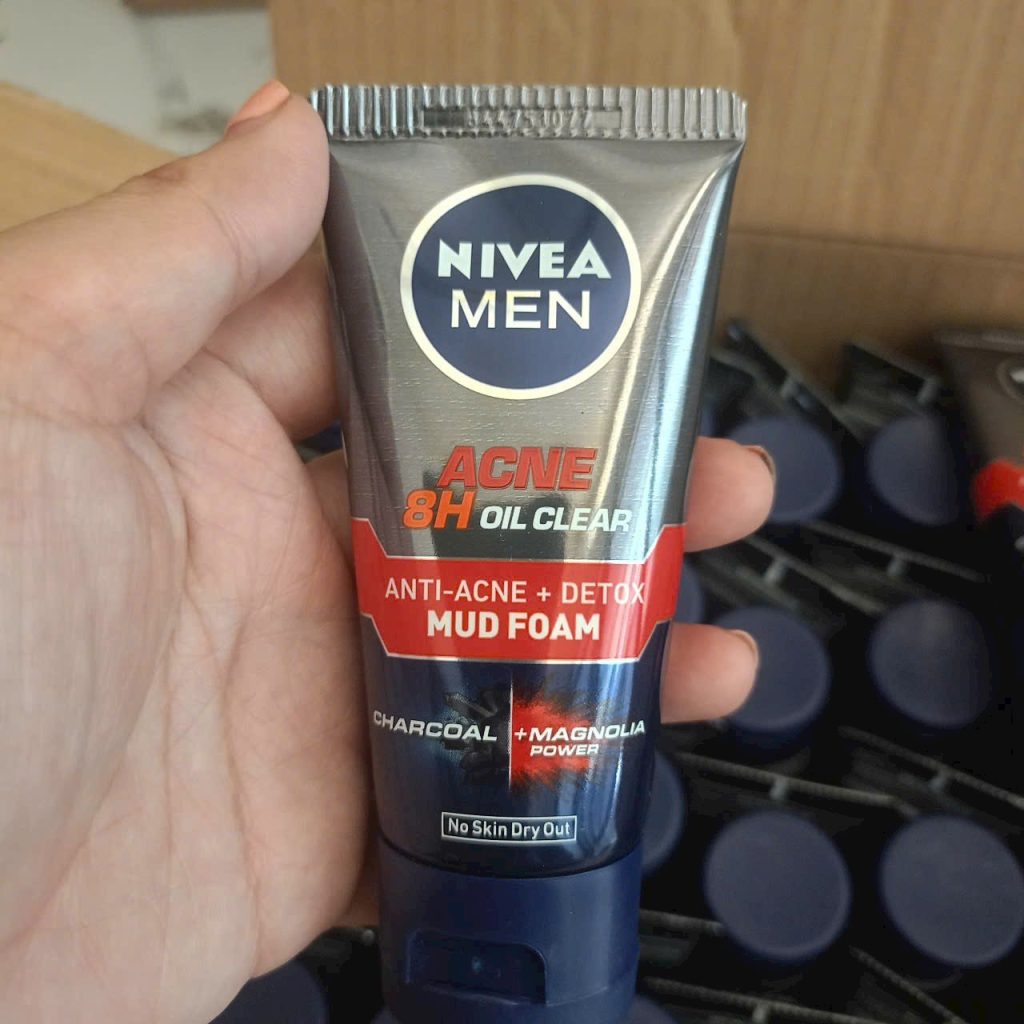 NIVEA
MEN
ACNE
8H OIL CLEAR
ANTI-ACNE + DETOX
MUD FOAM
CHARCOAL +MAGNOLIA
POWER
No Skin Dry Out